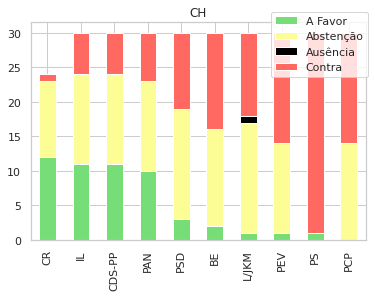 CH
A Favor
Abstenção
Ausência
Contra
30
25
20
15
10
5
0
CR
IL
CDS-PP
PAN
PSD
BE
L/JKM
PEV
PS
PCP